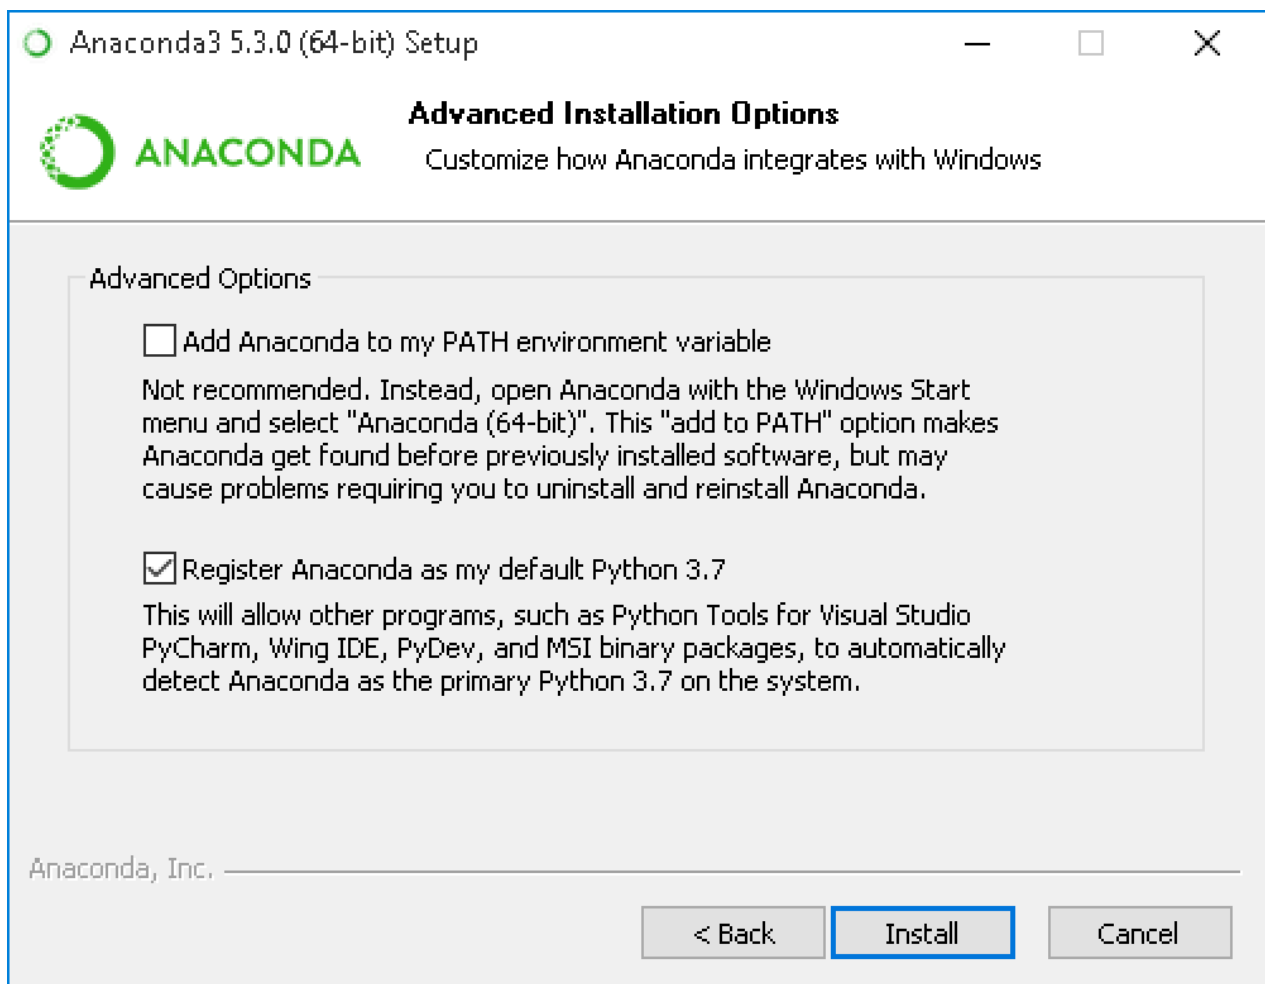 Anaconda3 5.3.0 (64-bit) Setup
ANACONDA
Advanced Installation Options
Customize how Anaconda integrates with Windows
Advanced Options
Add Anaconda to my PATH environment variable
Not recommended. Instead, open Anaconda with the Windows Start
menu and select "Anaconda (64-bit)". This "add to PATH" option makes
Anaconda get found before previously installed software, but may
cause problems requiring you to uninstall and reinstall Anaconda.
Register Anaconda as my default Python 3.7
This will allow other programs, such as Python Tools for Visual Studio
PyCharm, Wing IDE, PyDev, and MSI binary packages, to automatically
detect Anaconda as the primary Python 3.7 on the system.
Anaconda, Inc.
< Back
Install
Cancel